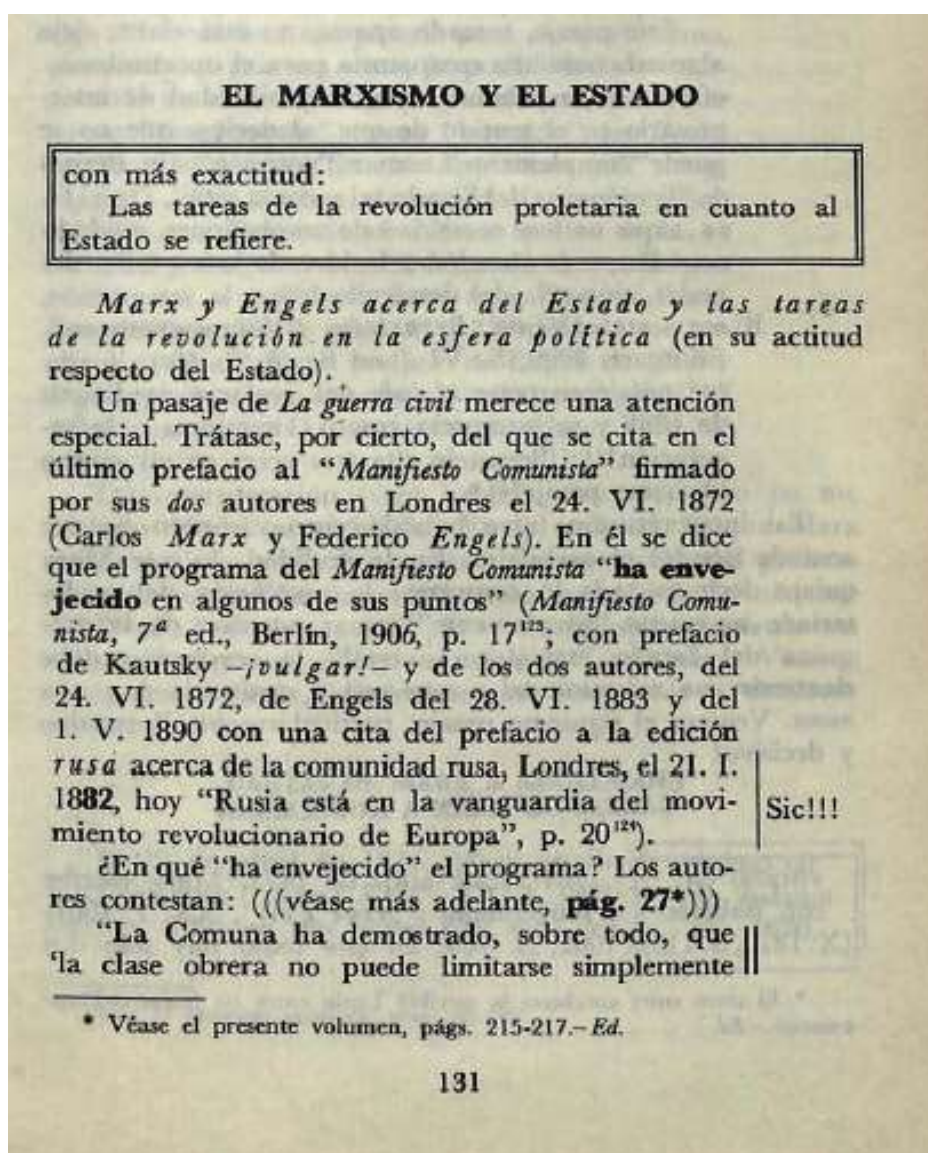 EL MARXISMO Y EL ESTADO
con más exactitud:
Las tareas de la revolución proletaria en cuanto al
Estado se refiere.
Marx y Engels acerca del Estado y las tareas
de la revolución en la esfera política (en su actitud
respecto del Estado).
Un pasaje de La guerra civil merece una atención
especial. Trátase, por cierto, del que se cita en el
último prefacio al “Manifiesto Comunista” firmado
por sus dos autores en Londres el 24. VI. 1872
(Carlos Marx y Federico Engels). En él se dice
que el programa del Manifiesto Comunista “ha enve-
jecido en algunos de sus puntos” (Manifiesto Comu-
nista, 7ª ed., Berlín, 1906, p. 17¹²³; con prefacio
de Kautsky –¡vulgar!– y de los dos autores, del
24. VI. 1872, de Engels del 28. VI. 1883 y del
1. V. 1890 con una cita del prefacio a la edición
rusa acerca de la comunidad rusa, Londres, el 21. I.
1882, hoy “Rusia está en la vanguardia del movi-
miento revolucionario de Europa”, p. 20¹²⁴).
Sic!!!
¿En qué “ha envejecido” el programa? Los auto-
res contestan: (((véase más adelante, pág. 27*)))
“La Comuna ha demostrado, sobre todo, que
‘la clase obrera no puede limitarse simplemente
* Véase el presente volumen, págs. 215-217.– Ed.
131